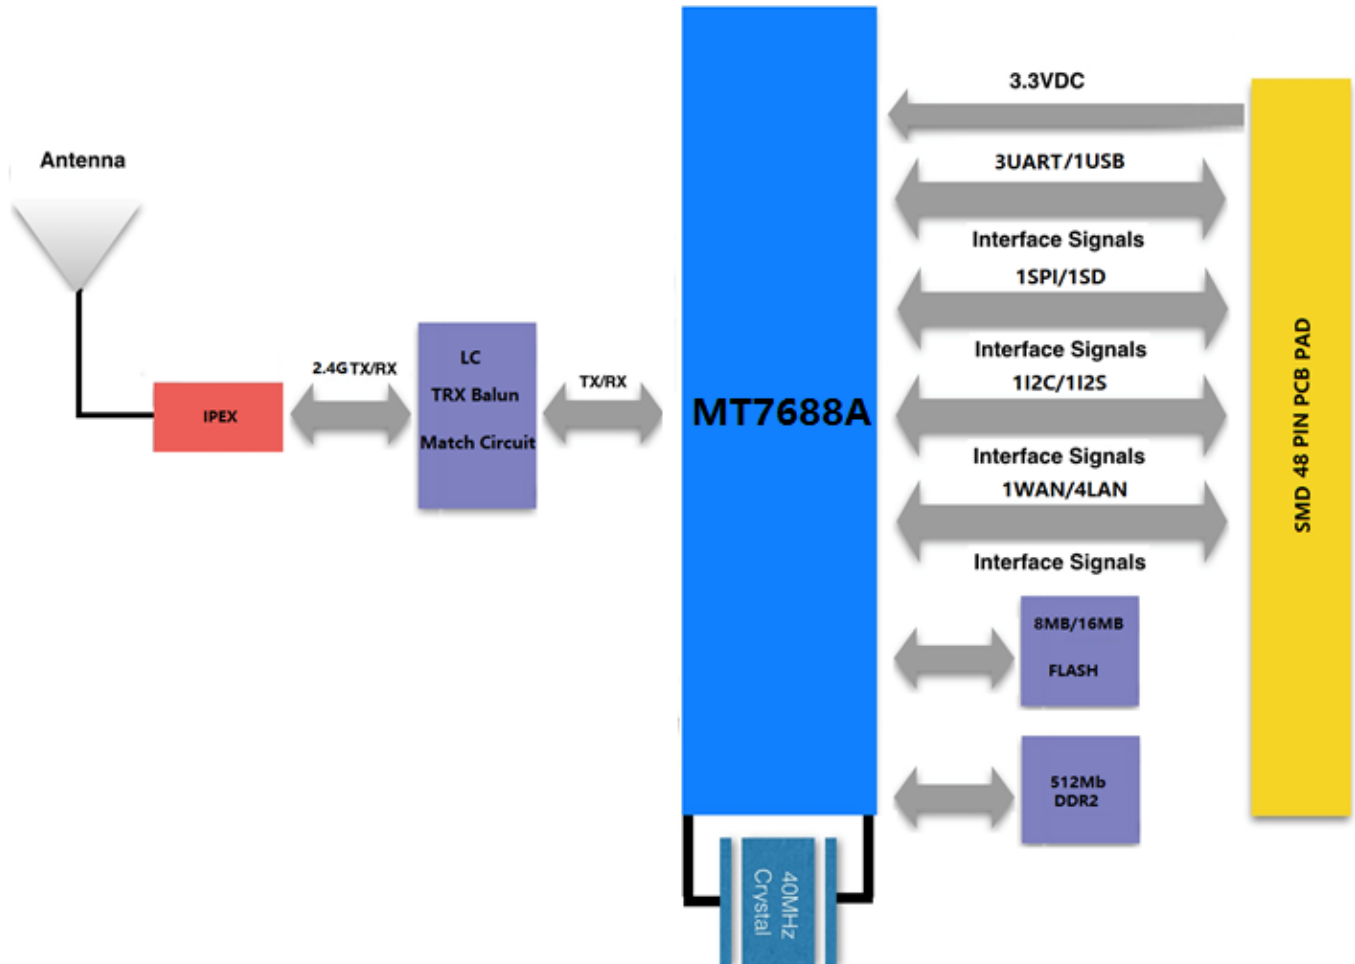 Antenna
IPEX
2.4G TX/RX
LC
TRX Balun
Match Circuit
TX/RX
MT7688A
3.3VDC
3UART/1USB
Interface Signals
1SPI/1SD
Interface Signals
1I2C/1I2S
Interface Signals
1WAN/4LAN
Interface Signals
8MB/16MB
FLASH
512Mb
DDR2
SMD 48 PIN PCB PAD
40MHz
Crystal